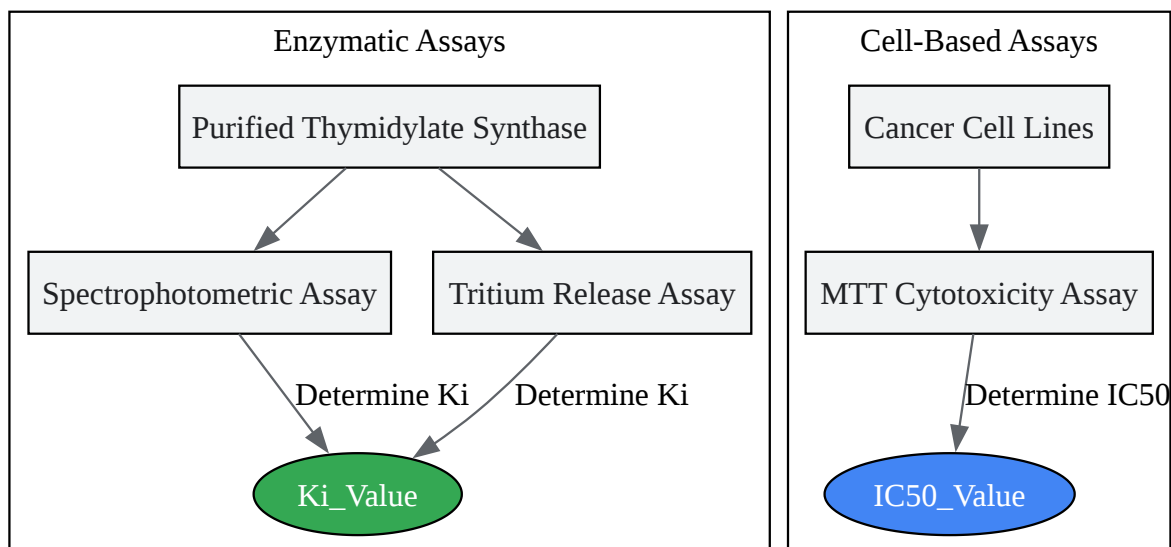 Enzymatic Assays
Purified Thymidylate Synthase
Spectrophotometric Assay
Tritium Release Assay
Determine Ki
Determine Ki
Ki_Value
Cell-Based Assays
Cancer Cell Lines
MTT Cytotoxicity Assay
Determine IC50
IC50_Value